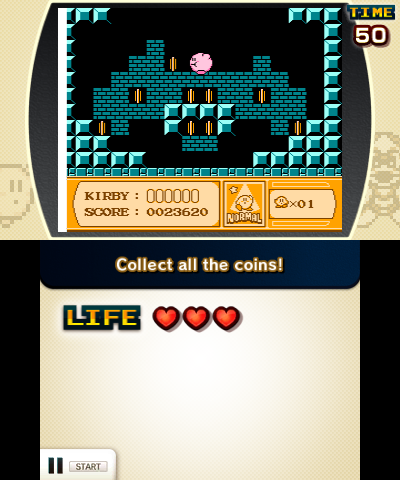 TIME
50
KIRBY :
SCORE : 0023620
NORMAL
×01
Collect all the coins!
LIFE
START